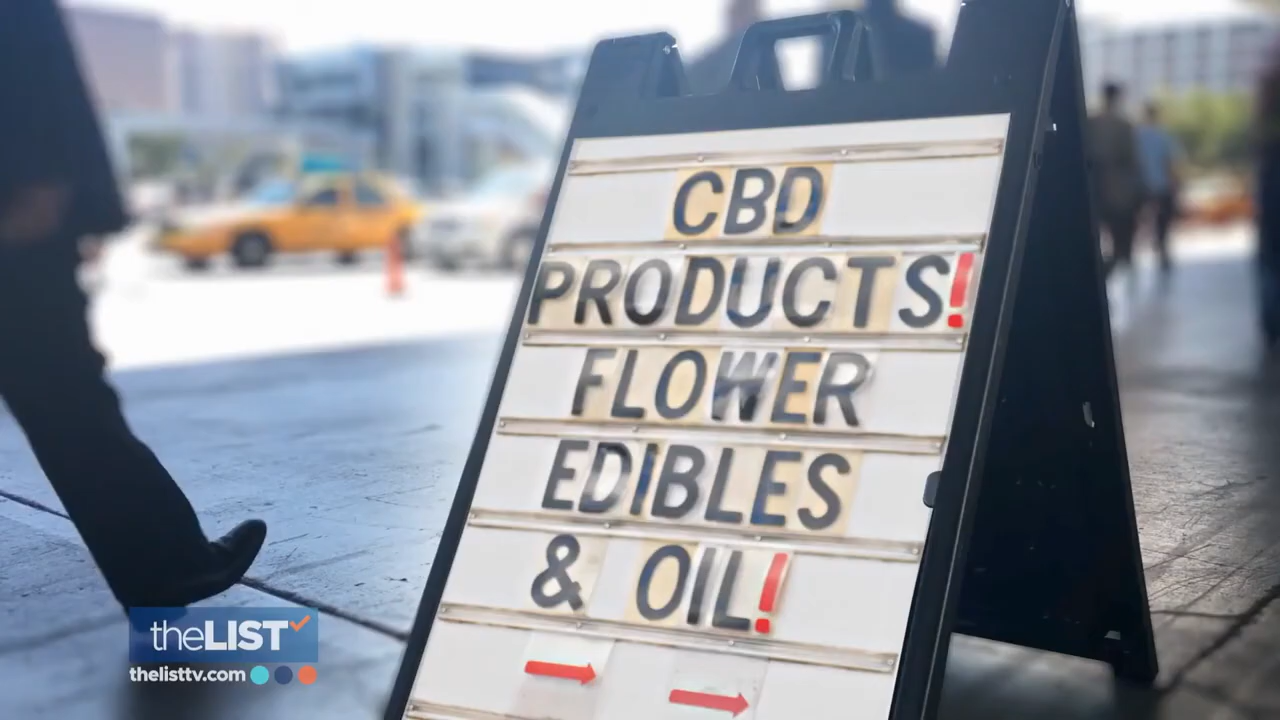 CBD
PRODUCTS!
FLOWER
EDIBLES
& OIL!
theLIST
thelisttv.com